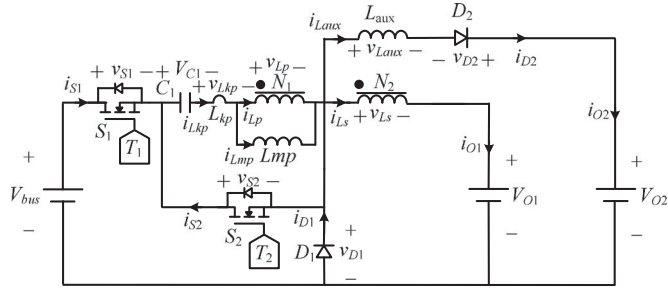 i_Laux L_aux D_2
+ v_Laux − − v_D2 + i_D2
+ v_S1 − + V_C1 − + v_Lp −
i_S1 C_1 + v_Lkp − N_1 N_2
S_1 i_Lkp L_kp i_Lp i_Ls + v_Ls −
T_1 i_Lmp Lmp i_O1 i_O2
+ V_bus −
+ v_S2 −
i_S2 S_2 i_D1
T_2 D_1 + v_D1 −
+ V_O1 −
+ V_O2 −